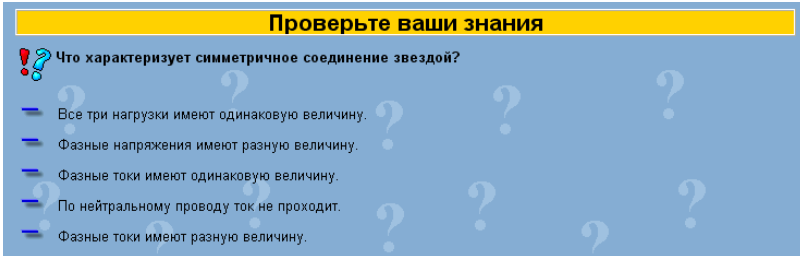 Проверьте ваши знания
Что характеризует симметричное соединение звездой?
Все три нагрузки имеют одинаковую величину.
Фазные напряжения имеют разную величину.
Фазные токи имеют одинаковую величину.
По нейтральному проводу ток не проходит.
Фазные токи имеют разную величину.